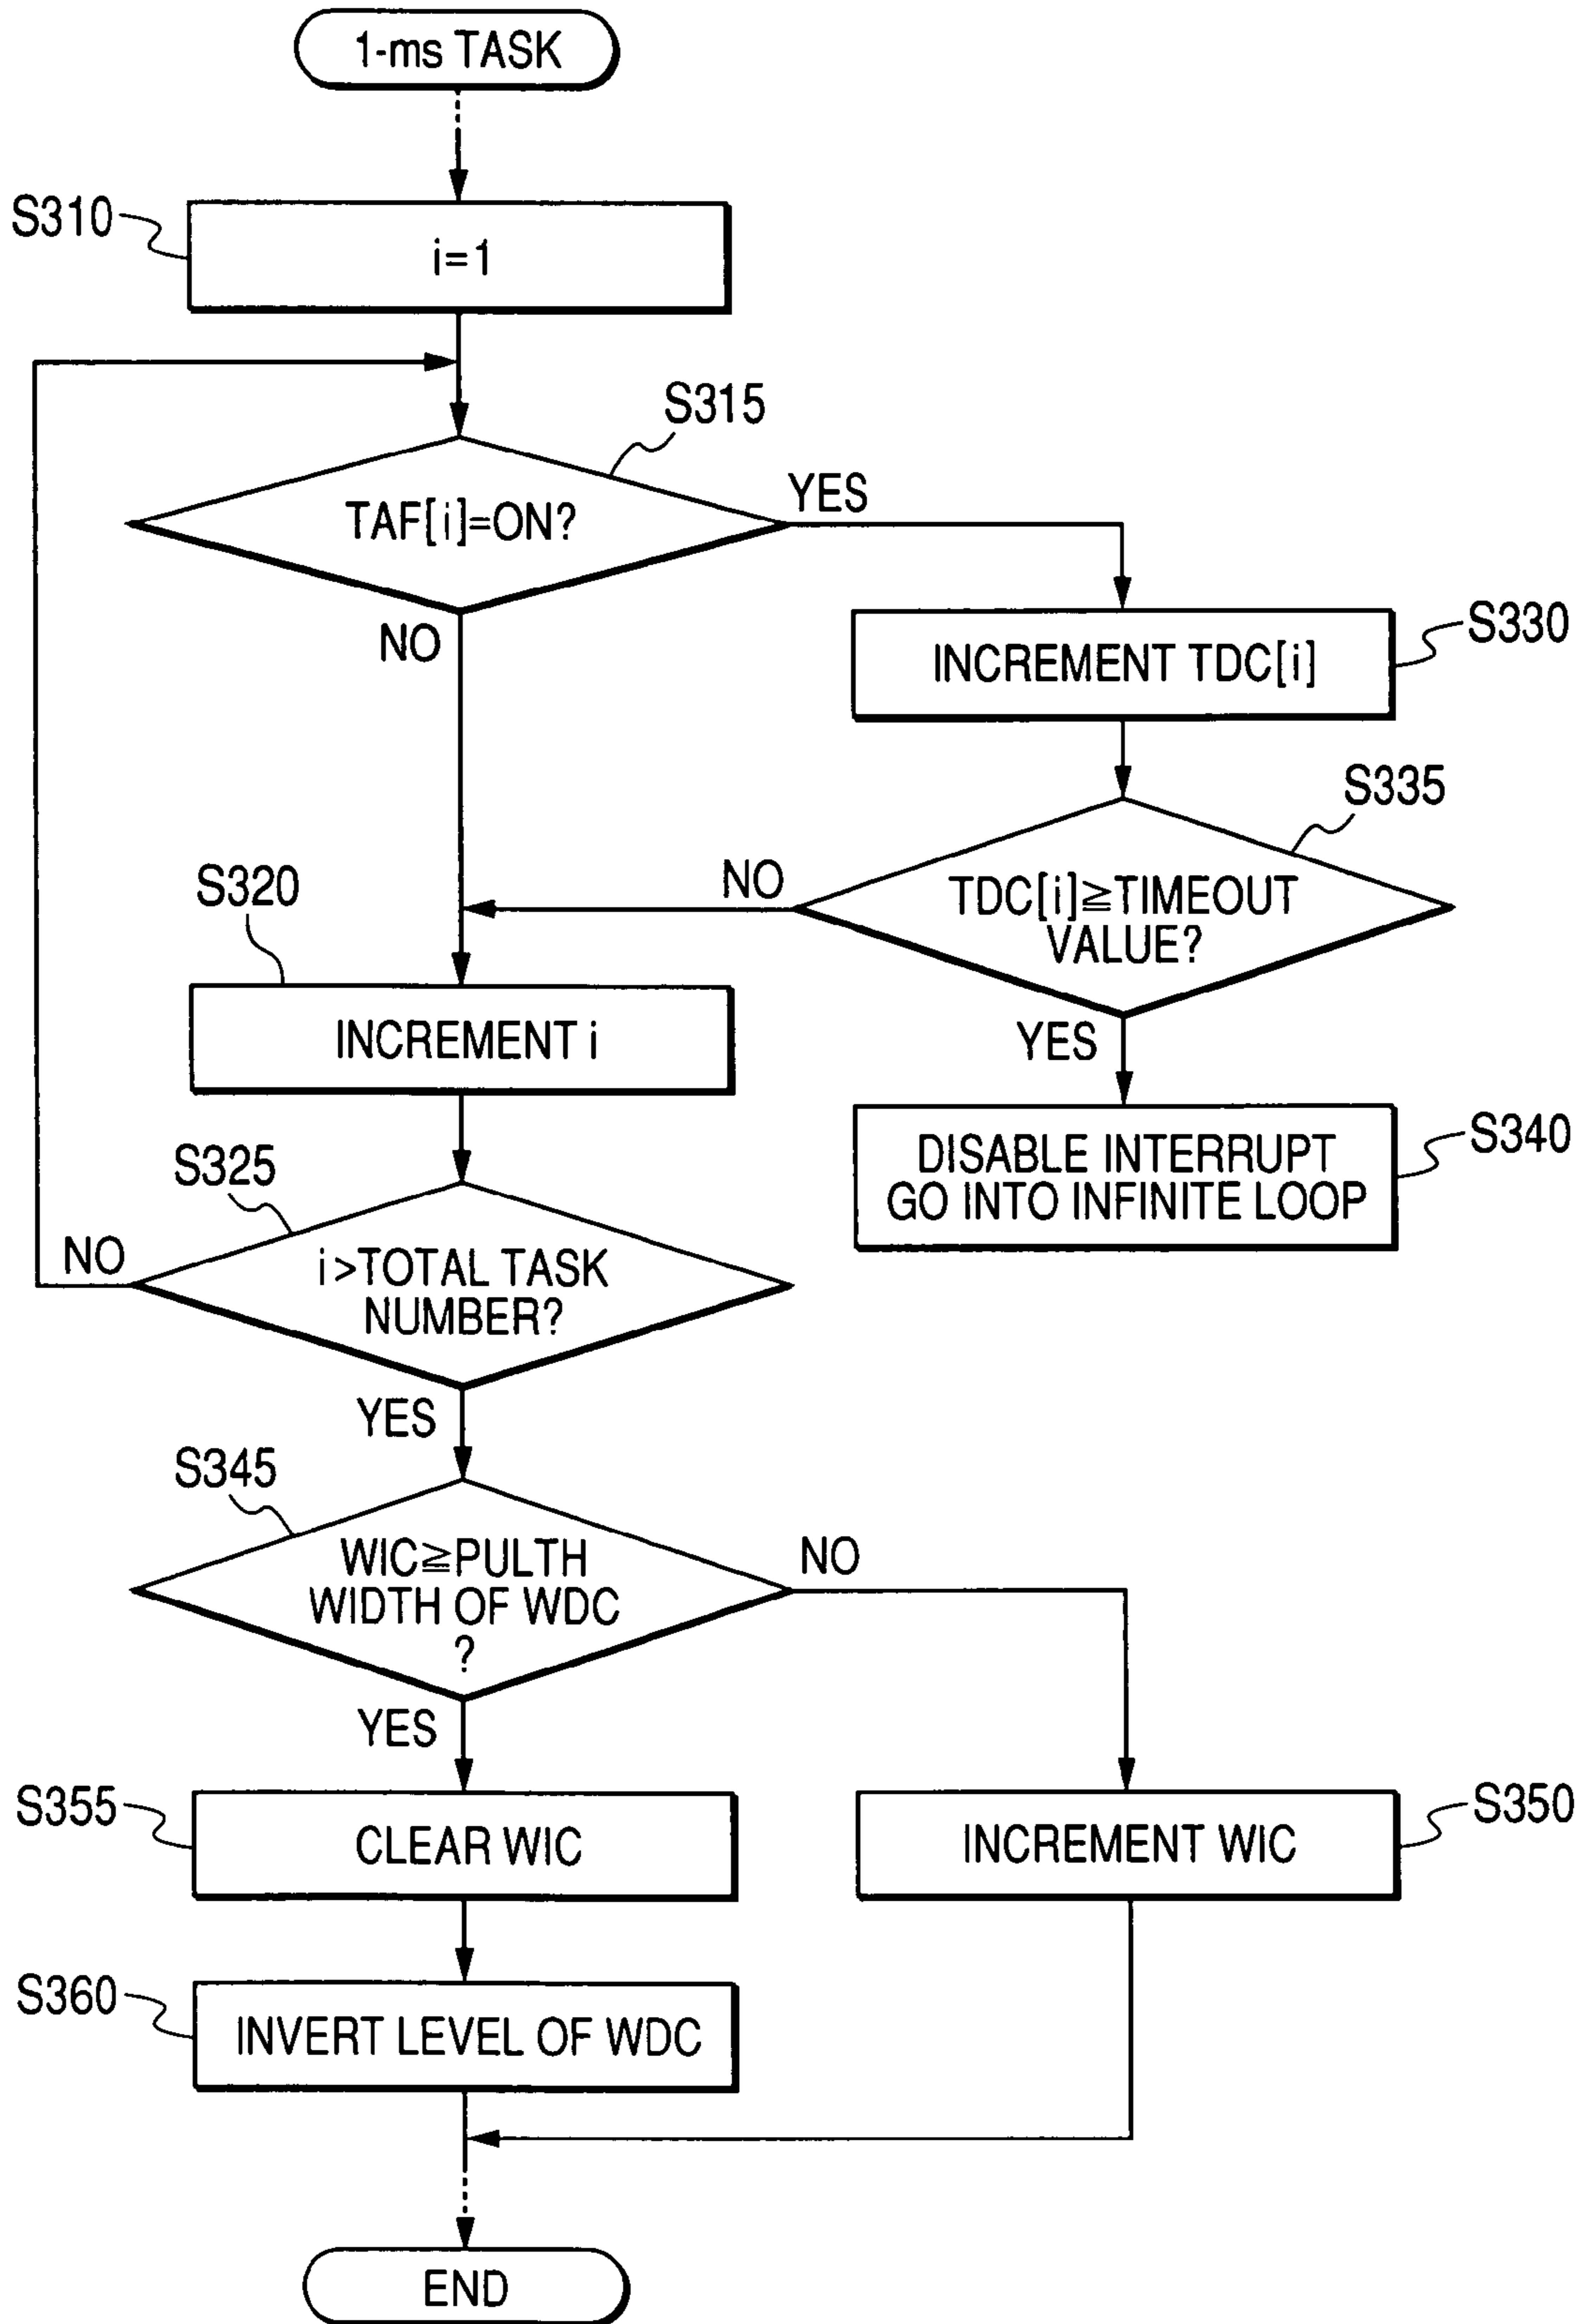 1-ms TASK
S310
i=1
S315
TAF[i]=ON?
YES
NO
INCREMENT TDC[i]
S330
S335
TDC[i]≧TIMEOUT
VALUE?
NO
YES
S320
INCREMENT i
DISABLE INTERRUPT
GO INTO INFINITE LOOP
S340
S325
i>TOTAL TASK
NUMBER?
NO
YES
S345
WIC≧PULTH
WIDTH OF WDC
?
NO
YES
S355
CLEAR WIC
INCREMENT WIC
S350
S360
INVERT LEVEL OF WDC
END